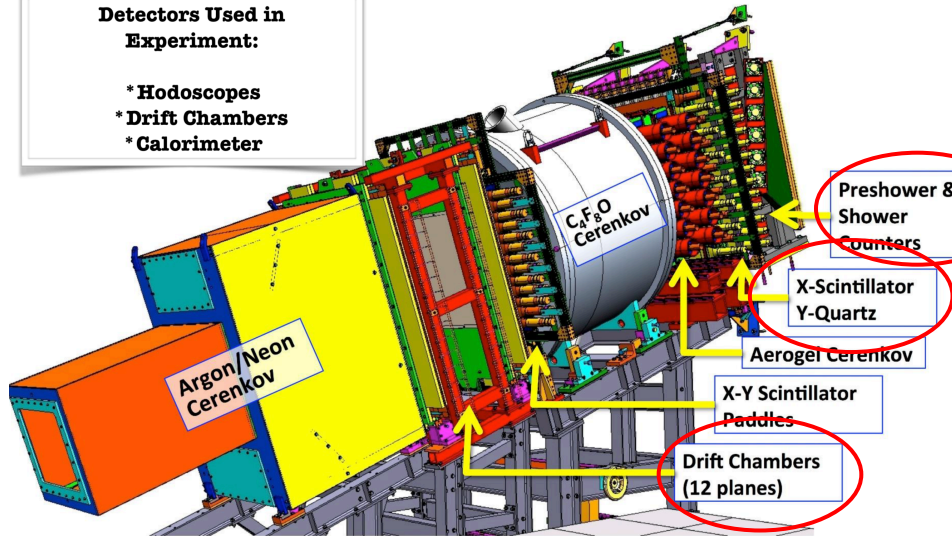 Detectors Used in
Experiment:
*Hodoscopes
*Drift Chambers
*Calorimeter
Argon/Neon
Cerenkov
C₄F₈O
Cerenkov
Preshower &
Shower
Counters
X-Scintillator
Y-Quartz
Aerogel Cerenkov
X-Y Scintillator
Paddles
Drift Chambers
(12 planes)